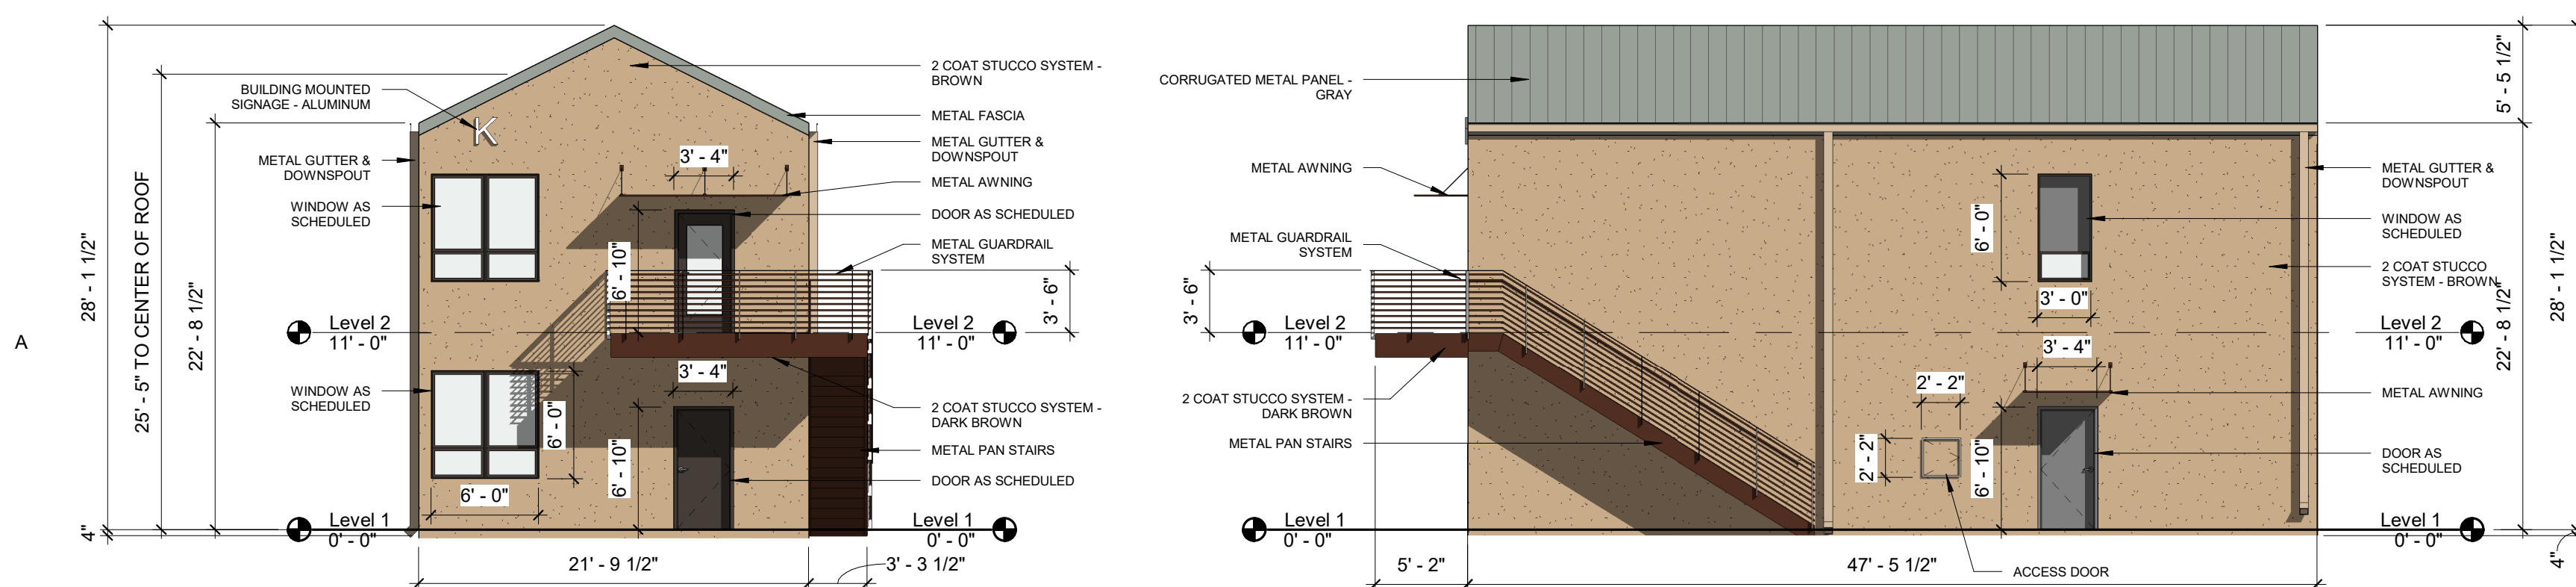 A
28' - 1 1/2"
25' - 5" TO CENTER OF ROOF
22' - 8 1/2"
4"
BUILDING MOUNTED
SIGNAGE - ALUMINUM
METAL GUTTER &
DOWNSPOUT
WINDOW AS
SCHEDULED
Level 2
11' - 0"
WINDOW AS
SCHEDULED
Level 1
0' - 0"
K
3' - 4"
6' - 10"
3' - 4"
6' - 0"
6' - 10"
6' - 0"
21' - 9 1/2"
3' - 3 1/2"
2 COAT STUCCO SYSTEM -
BROWN
METAL FASCIA
METAL GUTTER &
DOWNSPOUT
METAL AWNING
DOOR AS SCHEDULED
METAL GUARDRAIL
SYSTEM
3' - 6"
Level 2
11' - 0"
2 COAT STUCCO SYSTEM -
DARK BROWN
METAL PAN STAIRS
DOOR AS SCHEDULED
Level 1
0' - 0"
CORRUGATED METAL PANEL -
GRAY
METAL AWNING
METAL GUARDRAIL
SYSTEM
3' - 6"
Level 2
11' - 0"
2 COAT STUCCO SYSTEM -
DARK BROWN
METAL PAN STAIRS
Level 1
0' - 0"
5' - 2"
47' - 5 1/2"
6' - 0"
3' - 0"
3' - 4"
2' - 2"
2' - 2"
6' - 10"
ACCESS DOOR
5' - 5 1/2"
METAL GUTTER &
DOWNSPOUT
WINDOW AS
SCHEDULED
2 COAT STUCCO
SYSTEM - BROWN
28' - 1 1/2"
22' - 8 1/2"
Level 2
11' - 0"
METAL AWNING
DOOR AS
SCHEDULED
Level 1
0' - 0"
4"